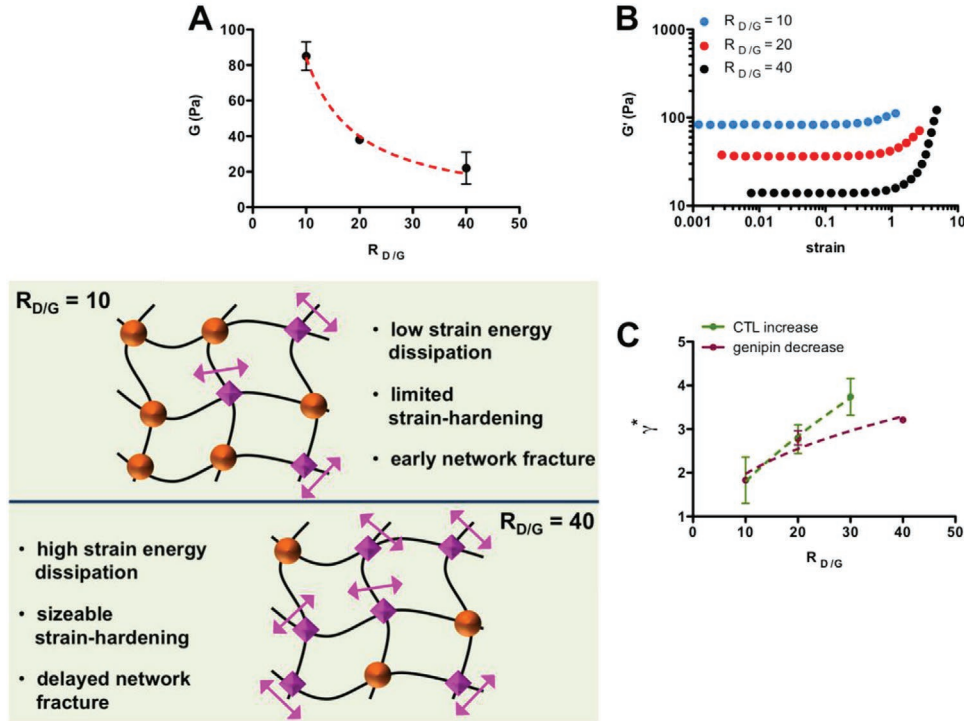 A
100
80
60
40
20
0
G (Pa)
0 10 20 30 40 50
R D/G
B
R D/G = 10
R D/G = 20
R D/G = 40
1000
100
10
G' (Pa)
0.001 0.01 0.1 1 10
strain
R D/G = 10
• low strain energy
dissipation
• limited
strain-hardening
• early network fracture
R D/G = 40
• high strain energy
dissipation
• sizeable
strain-hardening
• delayed network
fracture
C
CTL increase
genipin decrease
5
4
3
2
1
γ*
0 10 20 30 40 50
R D/G